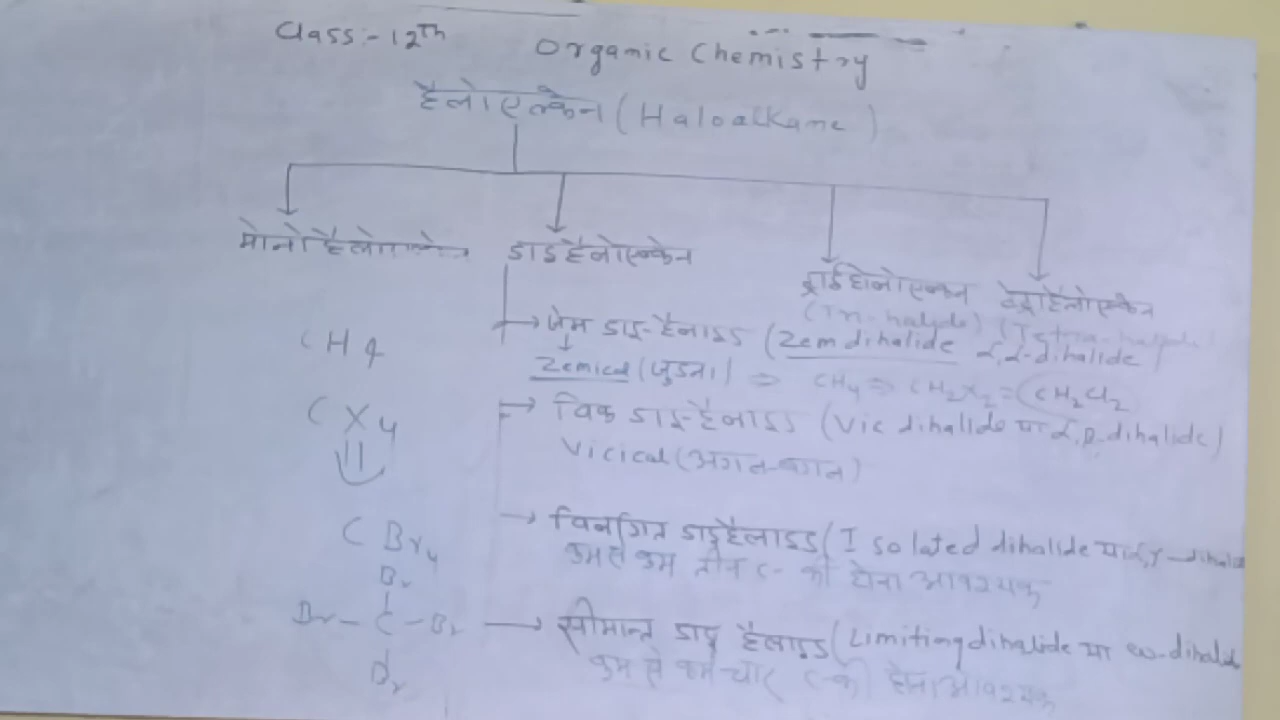 Class:- 12th
Organic Chemistry
हैलोएल्केन (Haloalkane)
मोनोहैलोएल्केन डाइहैलोएल्केन
ट्राईहैलोएल्केन टेट्राहैलोएल्केन
(Tri-halide)
→ जेम डाइ-हैलाइड (Zem dihalide α,α-dihalide)
CH4
Zemical (जुडना) ⇒ CH4 ⇒ CH2X2 = CH2Cl2
CX4
→ विक डाइ-हैलाइड (Vic dihalide या α,β-dihalide)
Vicical (अगल-बगल)
CBr4
→ विलगित डाइहैलाइड (Isolated dihalide या α,γ-dihalide
कम से कम तीन C- की होना आवश्यक
Br
Br-C-Br
→ सीमान्त डाइ हैलाइड (Limiting dihalide या ω-dihalide
कम से कम चार C-की होना आवश्यक
Br